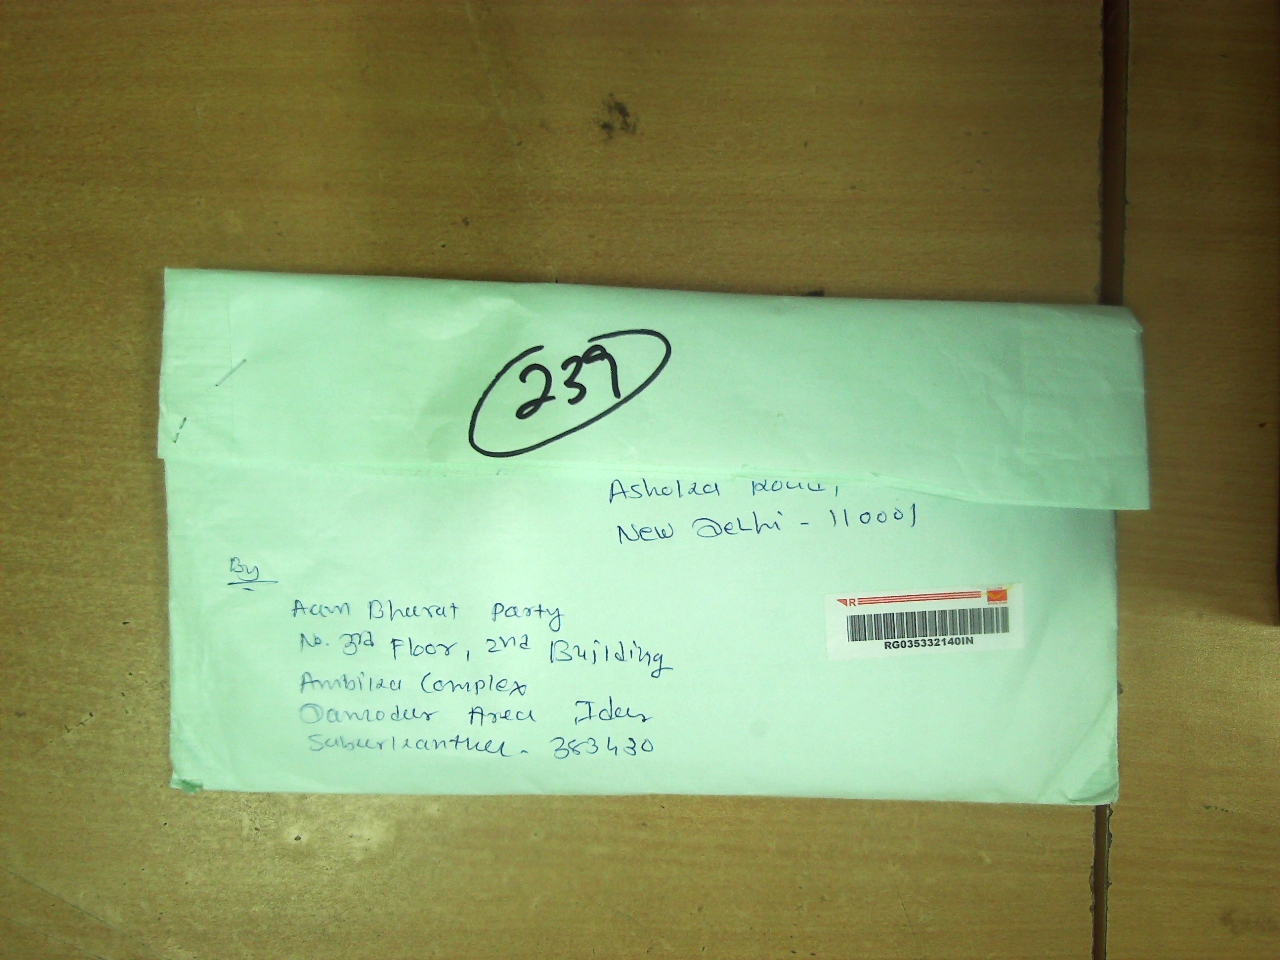 239
Ashoka Road,
New Delhi - 110001
By
Aam Bharat Party
No. 3rd Floor, 2nd Building
Ambika Complex
Damodar Area Idar
Sabarkantha. 383430
R
RG035332140IN